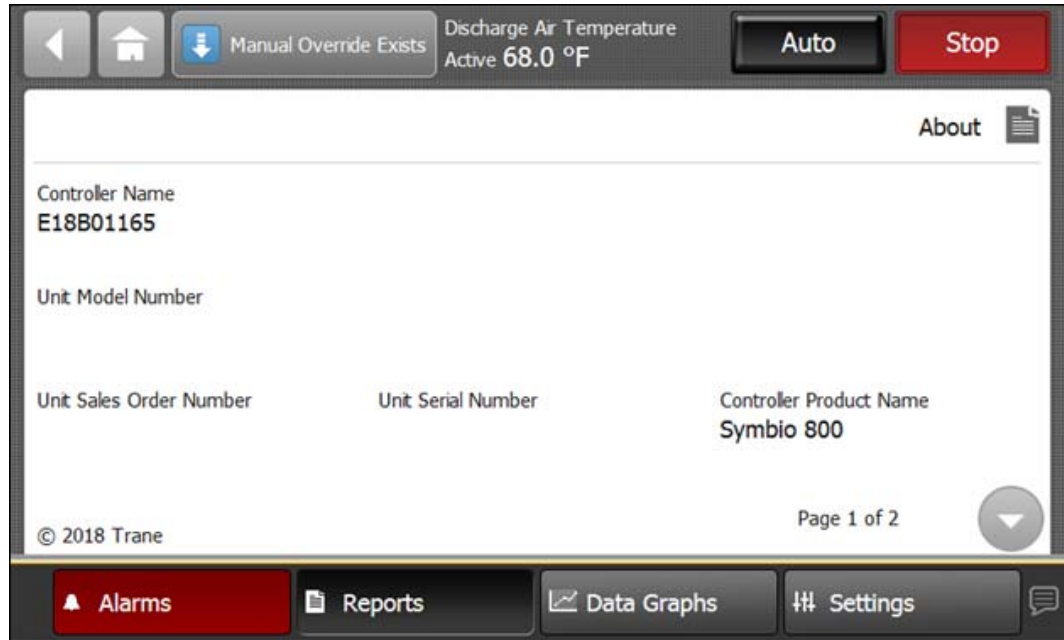 Manual Override Exists
Discharge Air Temperature
Active 68.0 °F
Auto
Stop
About
Controller Name
E18B01165
Unit Model Number
Unit Sales Order Number
Unit Serial Number
Controller Product Name
Symbio 800
Page 1 of 2
© 2018 Trane
Alarms
Reports
Data Graphs
Settings